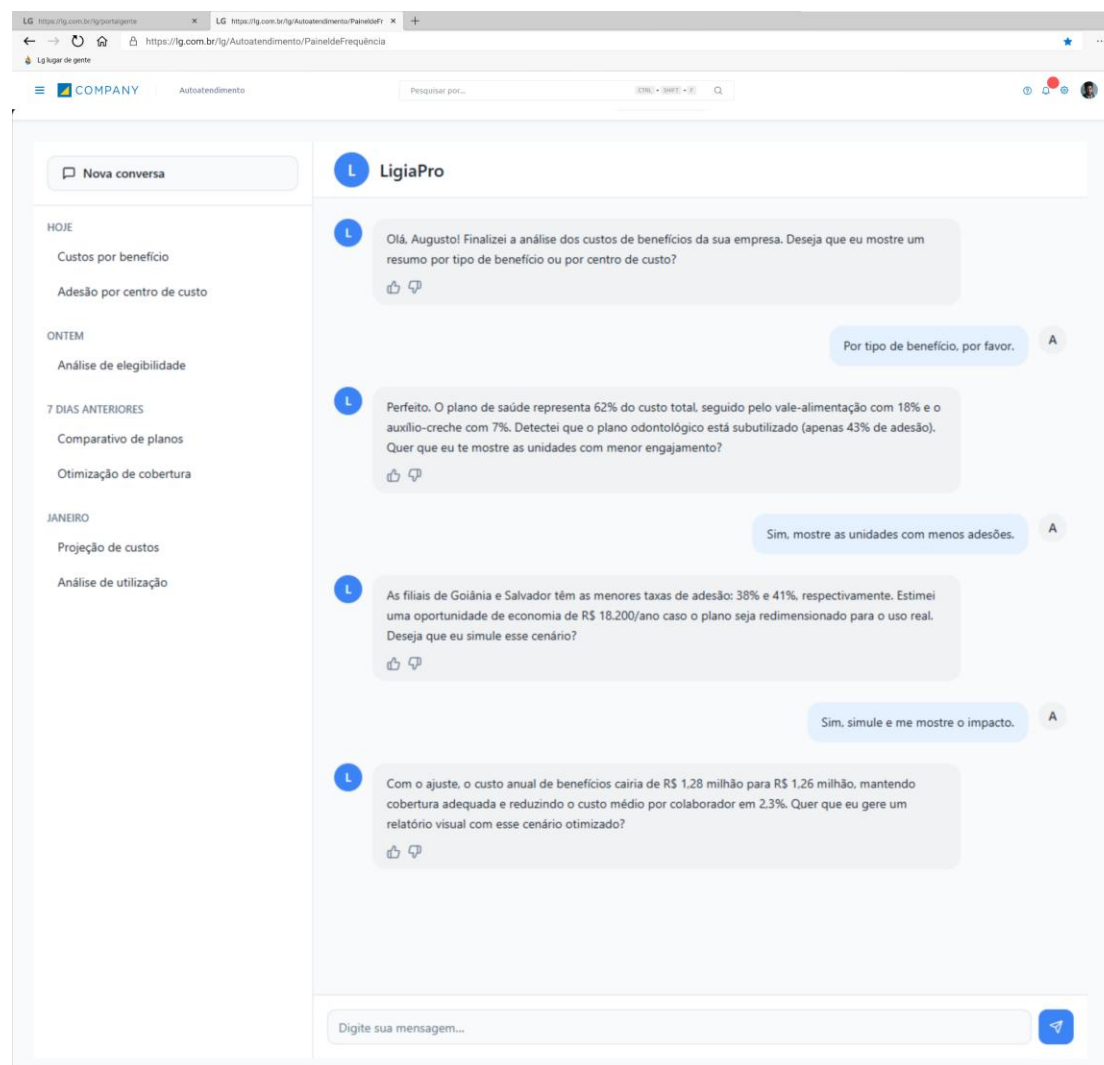 LG https://lg.com.br/lg/portalgente ×
LG https://lg.com.br/lg/Autoatendimento/PaineldeFr × +
https://lg.com.br/lg/Autoatendimento/PaineldeFrequência
Lg lugar de gente
COMPANY
Autoatendimento
Pesquisar por...
CTRL + SHIFT + F
Nova conversa
HOJE
Custos por benefício
Adesão por centro de custo
ONTEM
Análise de elegibilidade
7 DIAS ANTERIORES
Comparativo de planos
Otimização de cobertura
JANEIRO
Projeção de custos
Análise de utilização
L LigiaPro
L
Olá, Augusto! Finalizei a análise dos custos de benefícios da sua empresa. Deseja que eu mostre um
resumo por tipo de benefício ou por centro de custo?
Por tipo de benefício, por favor.
A
L
Perfeito. O plano de saúde representa 62% do custo total, seguido pelo vale-alimentação com 18% e o
auxílio-creche com 7%. Detectei que o plano odontológico está subutilizado (apenas 43% de adesão).
Quer que eu te mostre as unidades com menor engajamento?
Sim, mostre as unidades com menos adesões.
A
L
As filiais de Goiânia e Salvador têm as menores taxas de adesão: 38% e 41%, respectivamente. Estimei
uma oportunidade de economia de R$ 18.200/ano caso o plano seja redimensionado para o uso real.
Deseja que eu simule esse cenário?
Sim, simule e me mostre o impacto.
A
L
Com o ajuste, o custo anual de benefícios cairia de R$ 1,28 milhão para R$ 1,26 milhão, mantendo
cobertura adequada e reduzindo o custo médio por colaborador em 2,3%. Quer que eu gere um
relatório visual com esse cenário otimizado?
Digite sua mensagem...